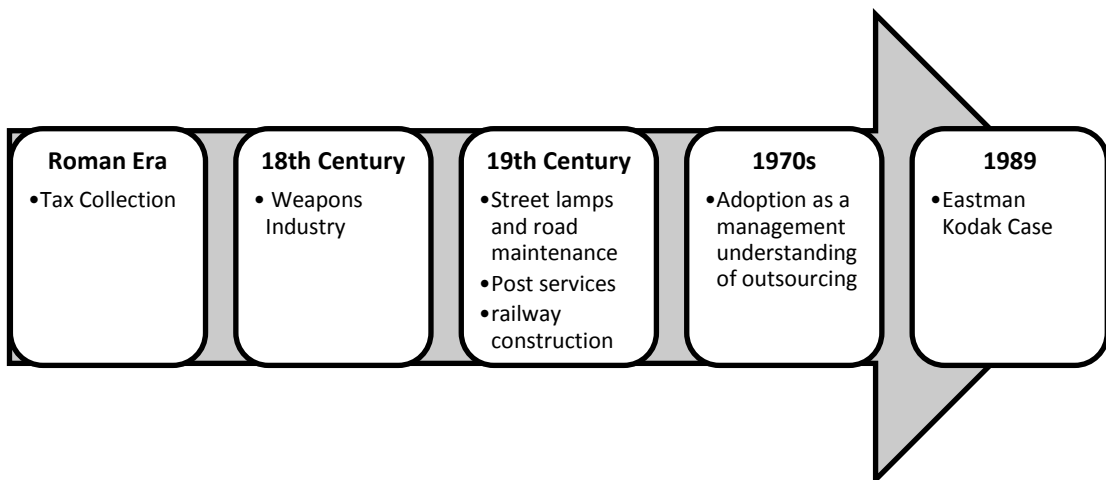 Roman Era
•Tax Collection
18th Century
• Weapons
Industry
19th Century
•Street lamps
and road
maintenance
•Post services
•railway
construction
1970s
•Adoption as a
management
understanding
of outsourcing
1989
•Eastman
Kodak Case